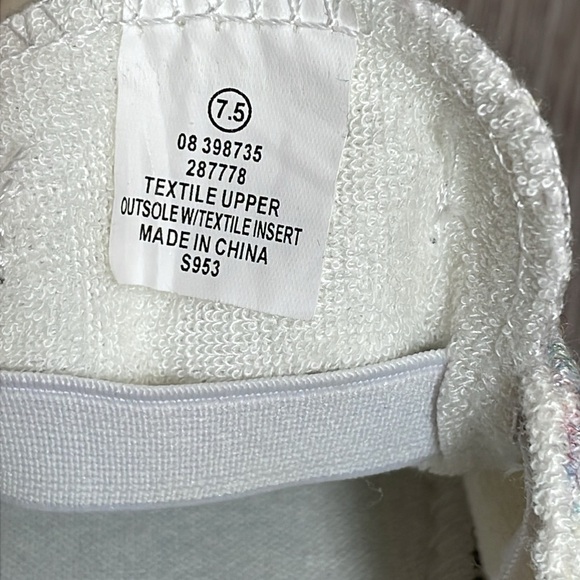 7.5
08 398735
287778
TEXTILE UPPER
OUTSOLE W/TEXTILE INSERT
MADE IN CHINA
S953